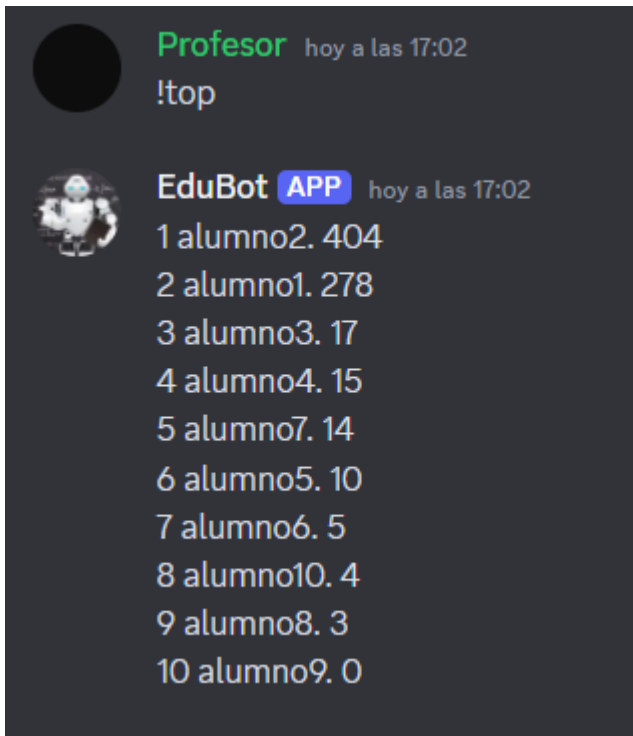 Profesor hoy a las 17:02
!top
EduBot APP hoy a las 17:02
1 alumno2. 404
2 alumno1. 278
3 alumno3. 17
4 alumno4. 15
5 alumno7. 14
6 alumno5. 10
7 alumno6. 5
8 alumno10. 4
9 alumno8. 3
10 alumno9. 0